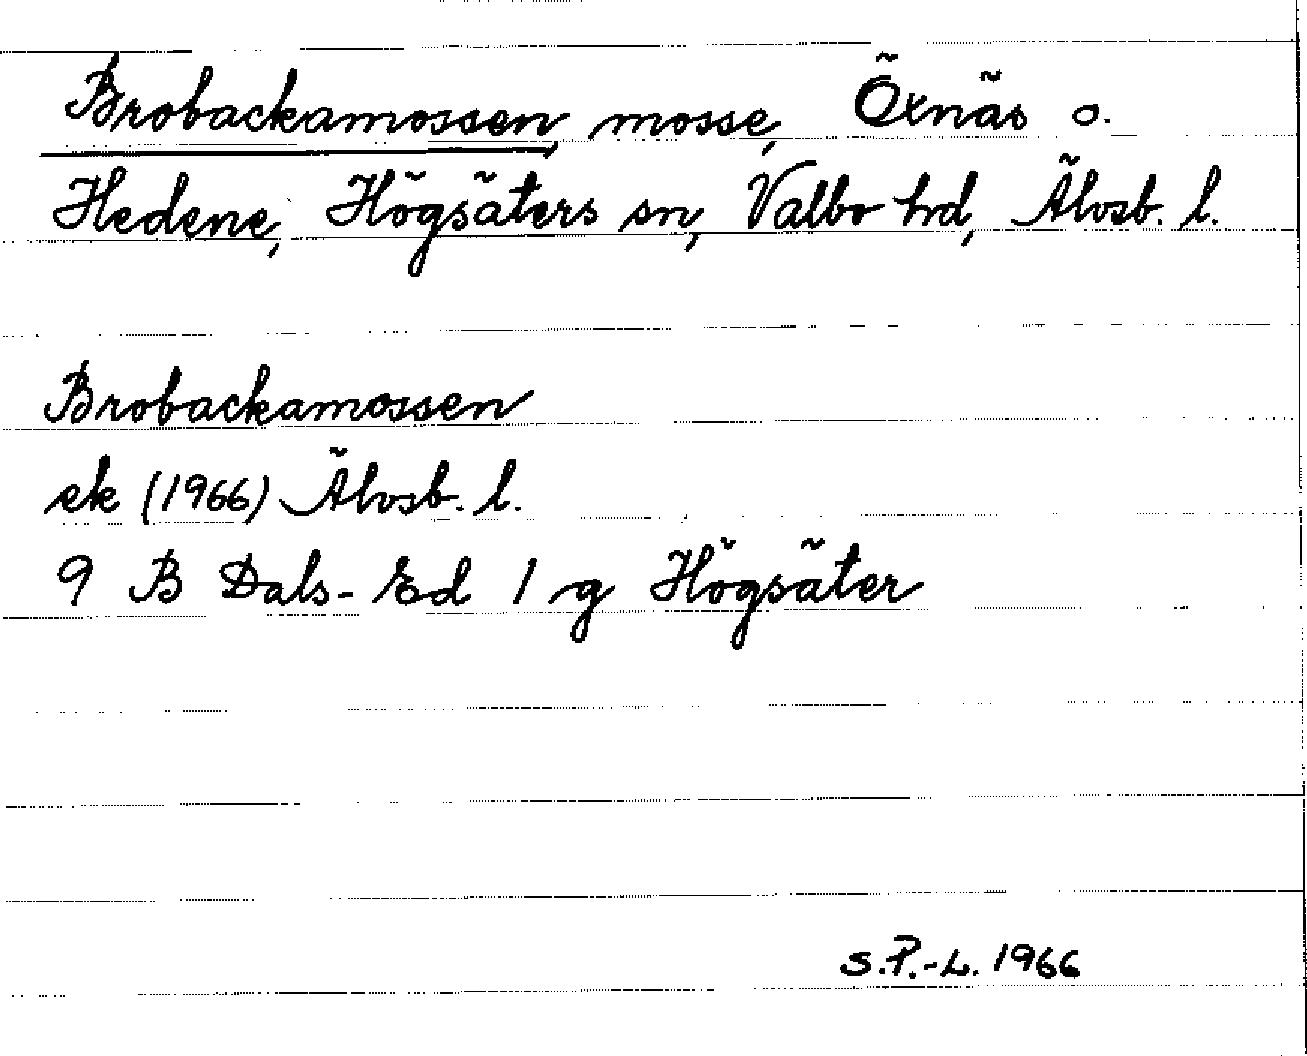 Brobackamossen, mosse, Öxnäs o.
Hedene, Högsäters sn, Valbo hd, Älvsb. l.
Brobackamossen
ek (1966) Älvsb. l.
9 B Dals-Ed 1 g Högsäter
S.P.-L. 1966